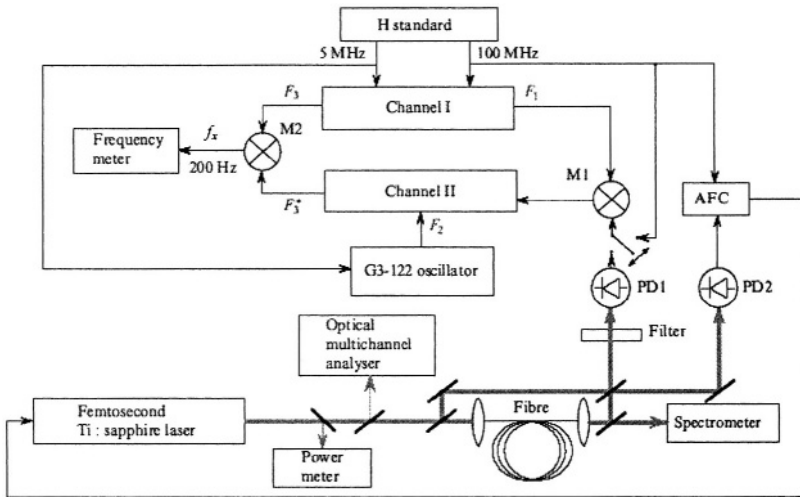 H standard
5 MHz
100 MHz
F3
Channel I
F1
M2
Frequency
meter
fx
200 Hz
M1
Channel II
F3*
F2
AFC
G3-122 oscillator
PD1
PD2
Optical
multichannel
analyser
Filter
Femtosecond
Ti : sapphire laser
Fibre
Spectrometer
Power
meter